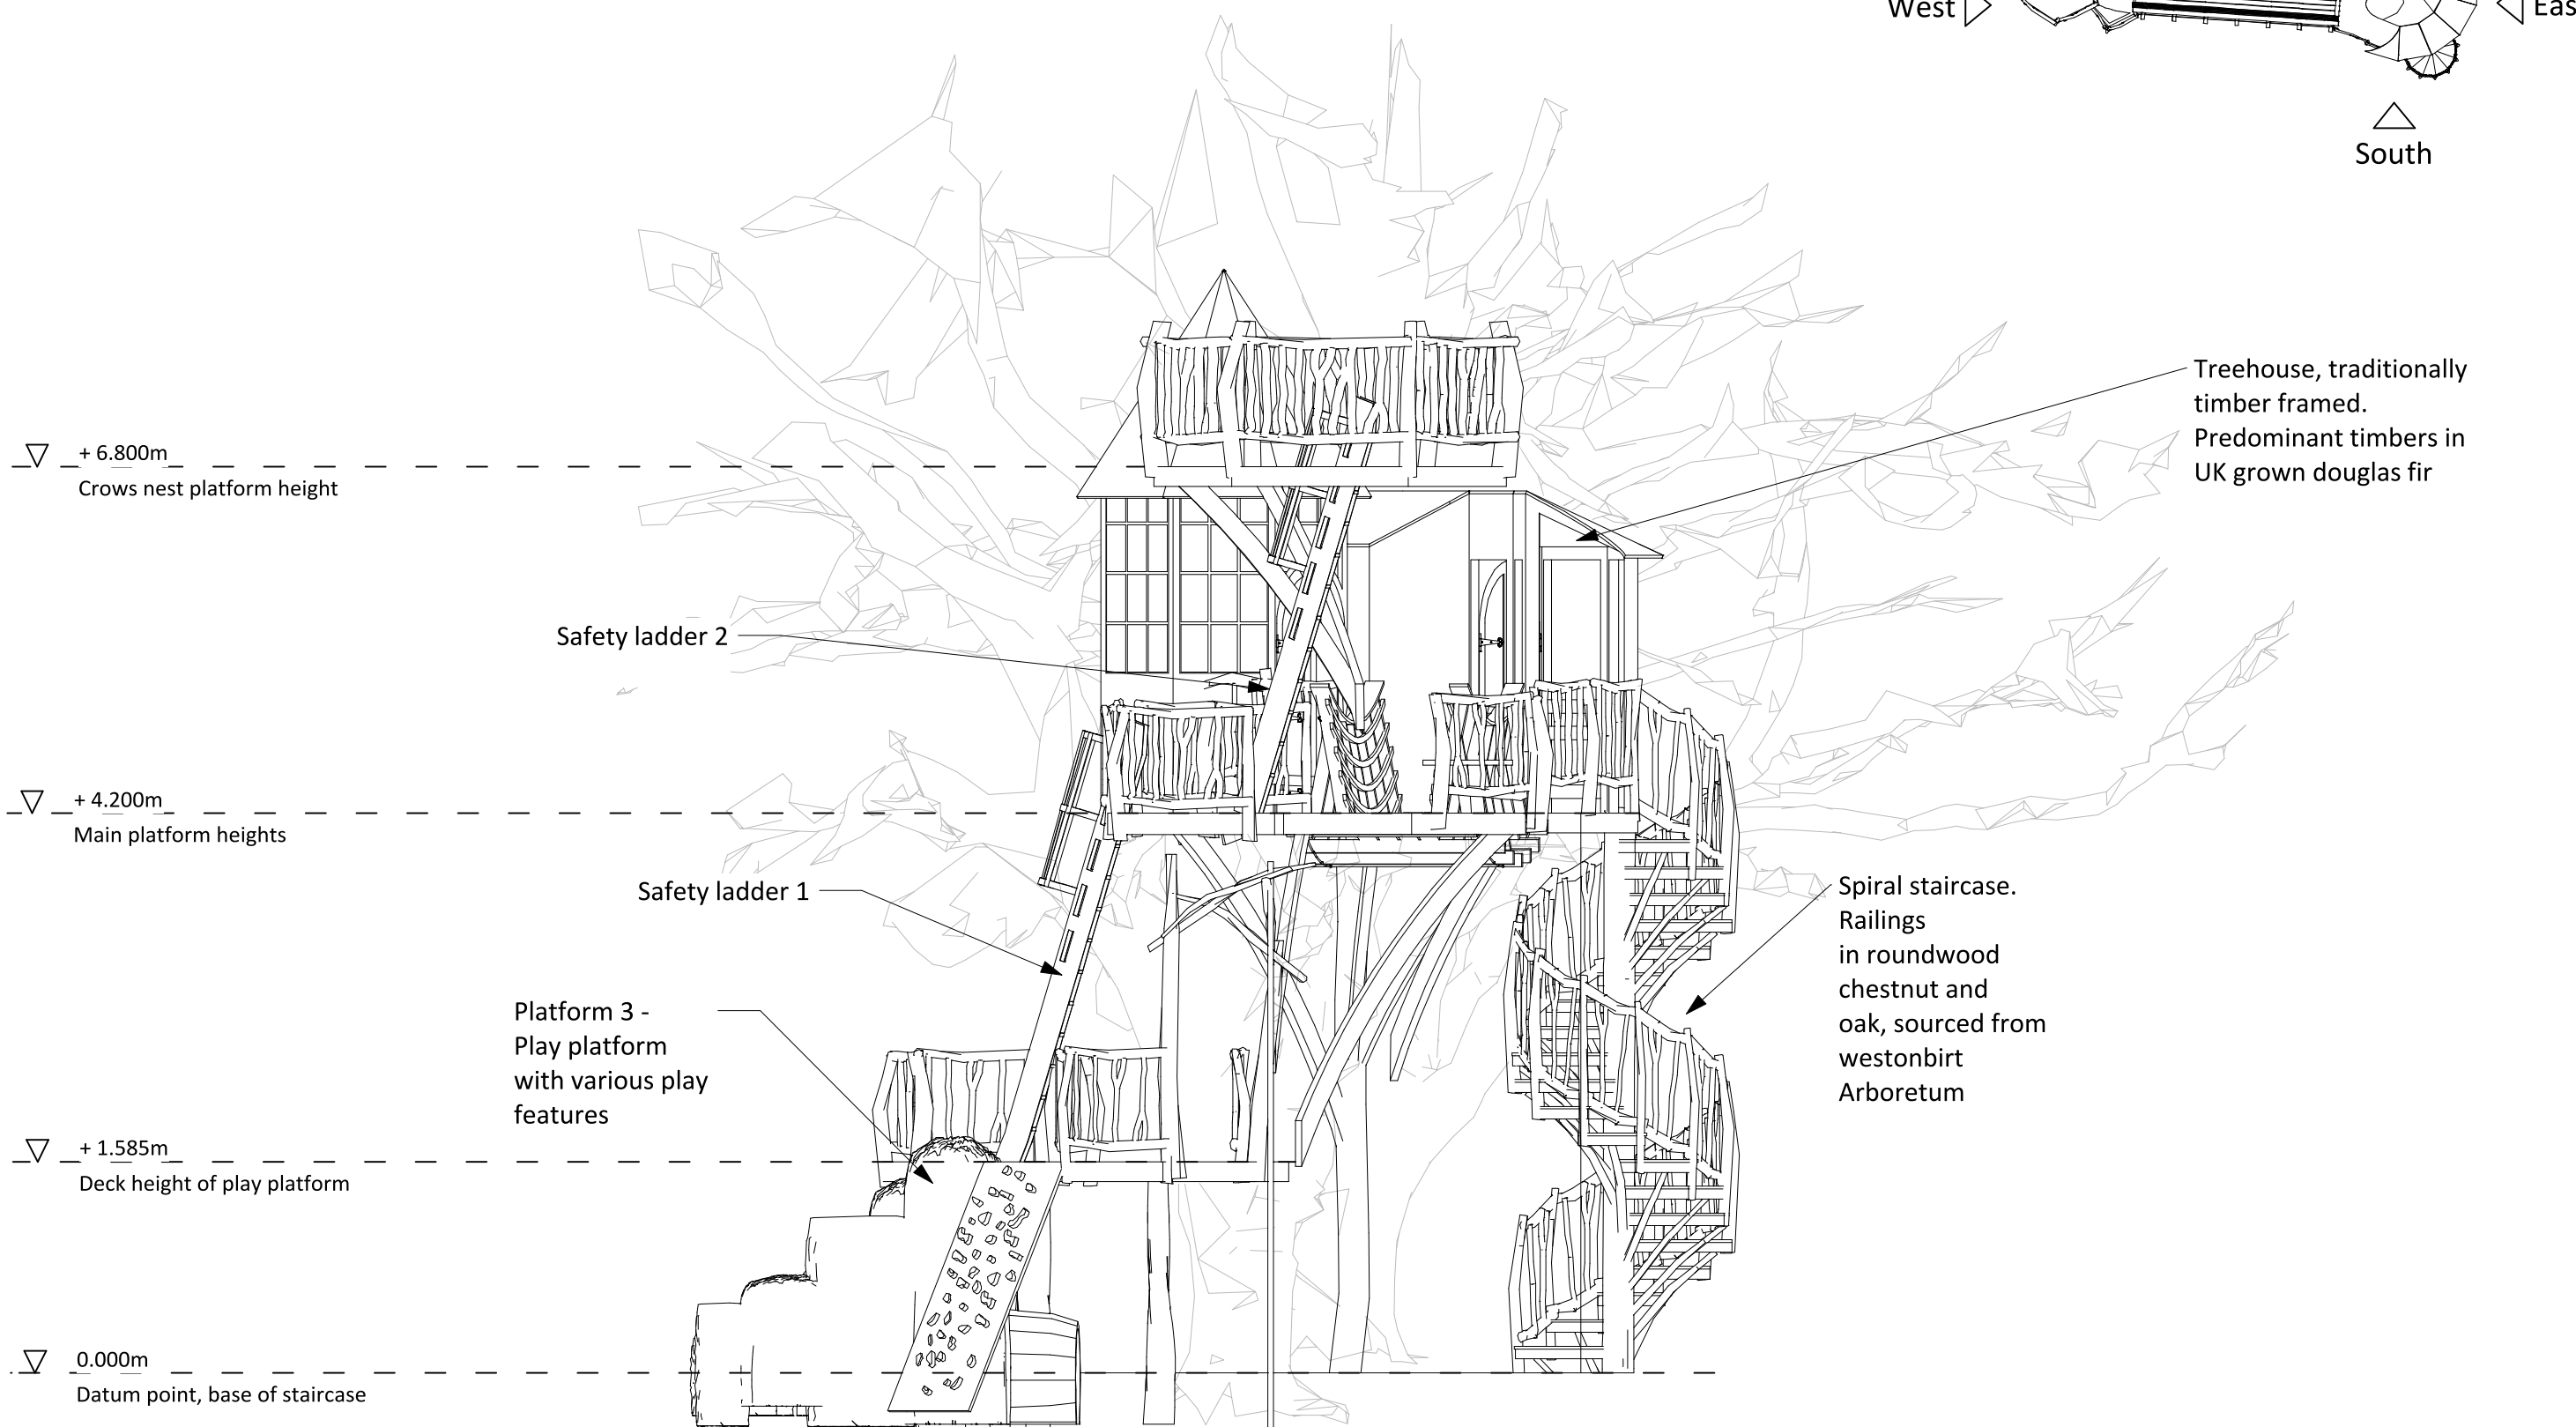 West
Eas
South
Treehouse, traditionally
timber framed.
Predominant timbers in
UK grown douglas fir
+ 6.800m
Crows nest platform height
Safety ladder 2
+ 4.200m
Main platform heights
Safety ladder 1
Spiral staircase.
Railings
in roundwood
chestnut and
oak, sourced from
westonbirt
Arboretum
Platform 3 -
Play platform
with various play
features
+ 1.585m
Deck height of play platform
0.000m
Datum point, base of staircase